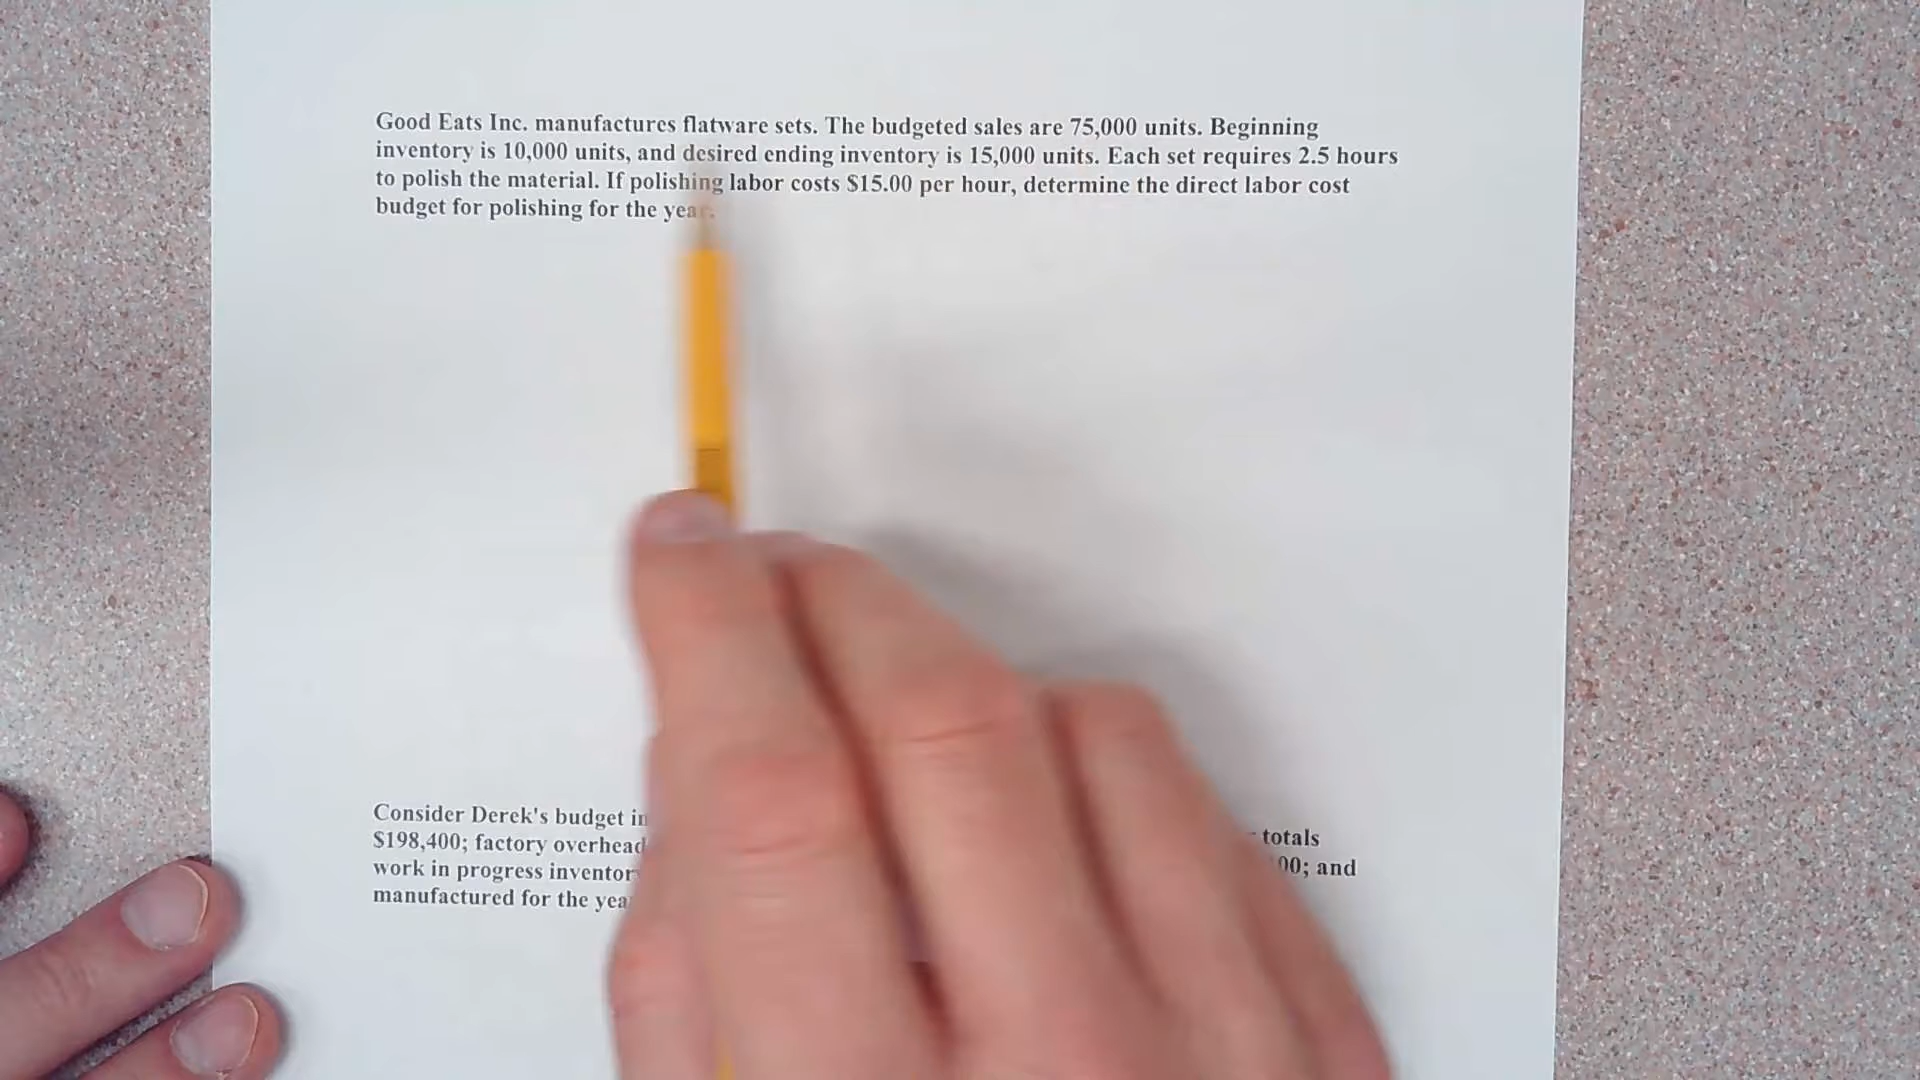 Good Eats Inc. manufactures flatware sets. The budgeted sales are 75,000 units. Beginning
inventory is 10,000 units, and desired ending inventory is 15,000 units. Each set requires 2.5 hours
to polish the material. If polishing labor costs $15.00 per hour, determine the direct labor cost
budget for polishing for the year.
Consider Derek's budget in totals
$198,400; factory overhead 00; and
work in progress inventor
manufactured for the yea